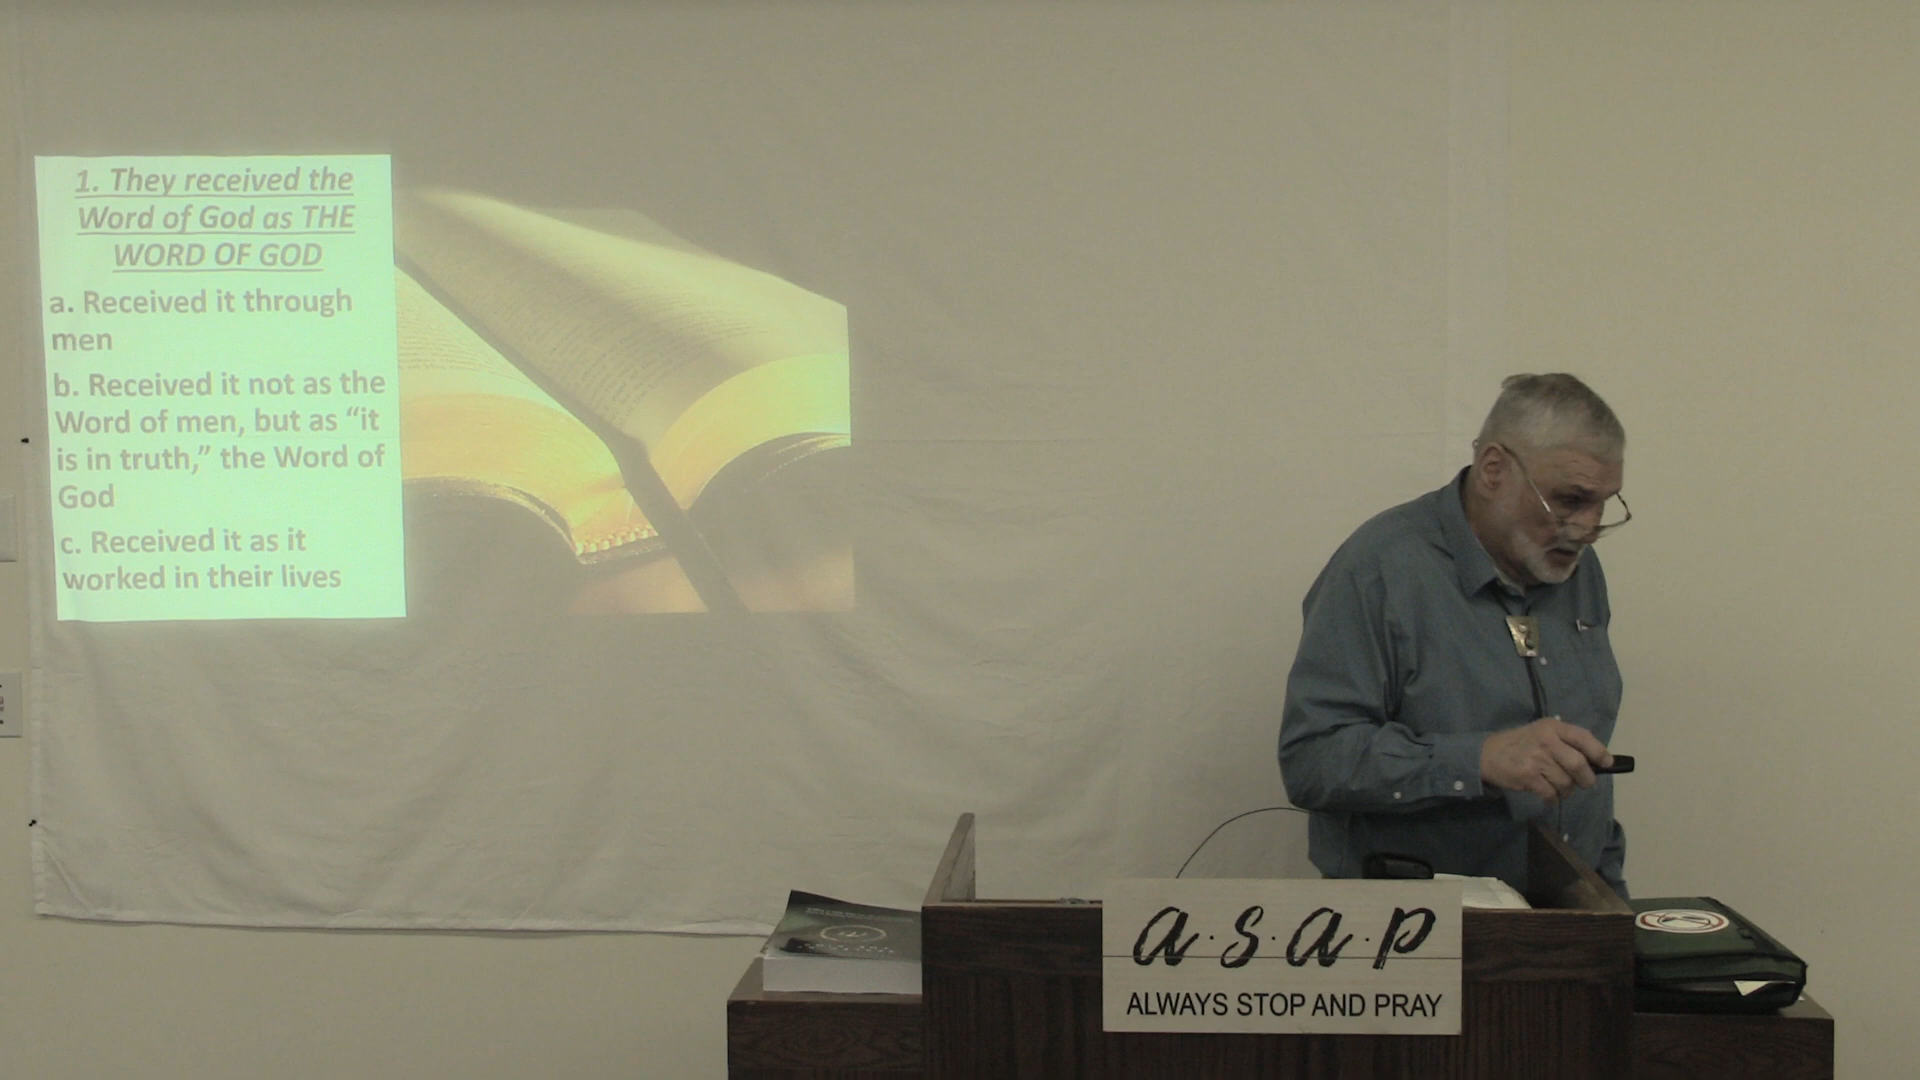 1. They received the
Word of God as THE
WORD OF GOD
a. Received it through
men
b. Received it not as the
Word of men, but as “it
is in truth,” the Word of
God
c. Received it as it
worked in their lives
a.s.a.p
ALWAYS STOP AND PRAY